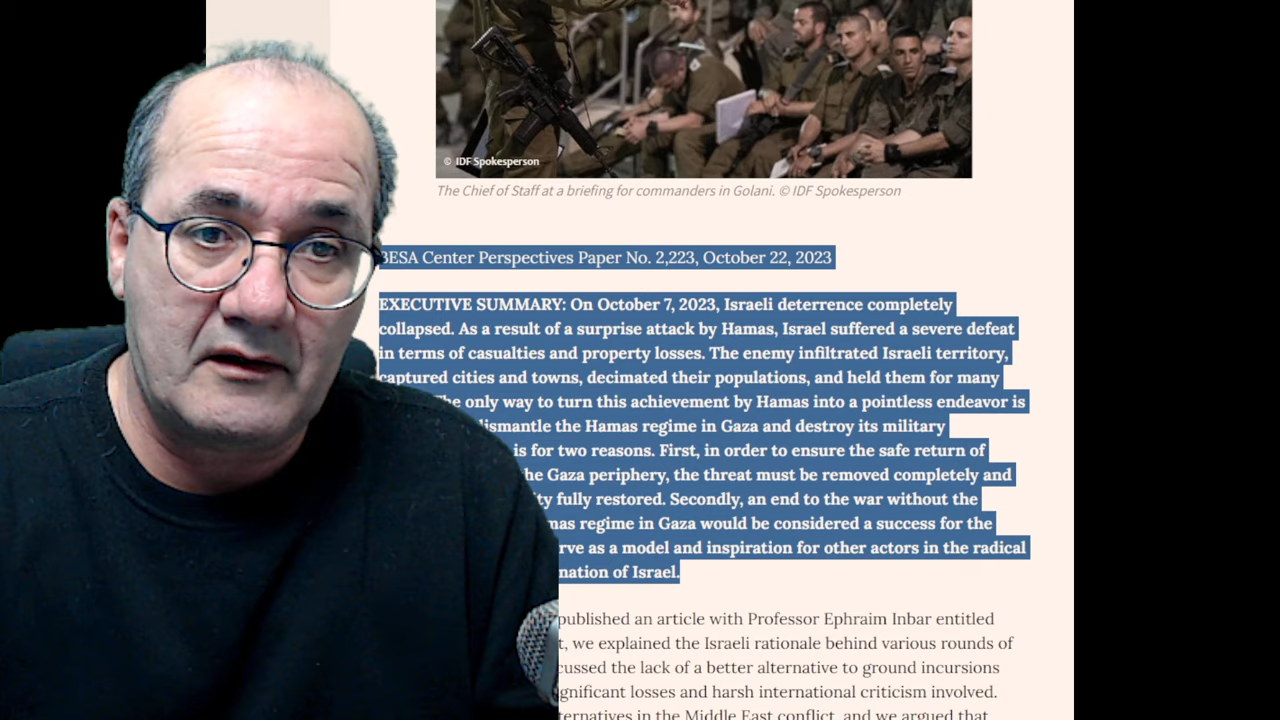 © IDF Spokesperson
The Chief of Staff at a briefing for commanders in Golani. © IDF Spokesperson
BESA Center Perspectives Paper No. 2,223, October 22, 2023
EXECUTIVE SUMMARY: On October 7, 2023, Israeli deterrence completely
collapsed. As a result of a surprise attack by Hamas, Israel suffered a severe defeat
in terms of casualties and property losses. The enemy infiltrated Israeli territory,
captured cities and towns, decimated their populations, and held them for many
The only way to turn this achievement by Hamas into a pointless endeavor is
dismantle the Hamas regime in Gaza and destroy its military
is for two reasons. First, in order to ensure the safe return of
the Gaza periphery, the threat must be removed completely and
fully restored. Secondly, an end to the war without the
regime in Gaza would be considered a success for the
as a model and inspiration for other actors in the radical
of Israel.
published an article with Professor Ephraim Inbar entitled
we explained the Israeli rationale behind various rounds of
the lack of a better alternative to ground incursions
significant losses and harsh international criticism involved.
in the Middle East conflict, and we argued that